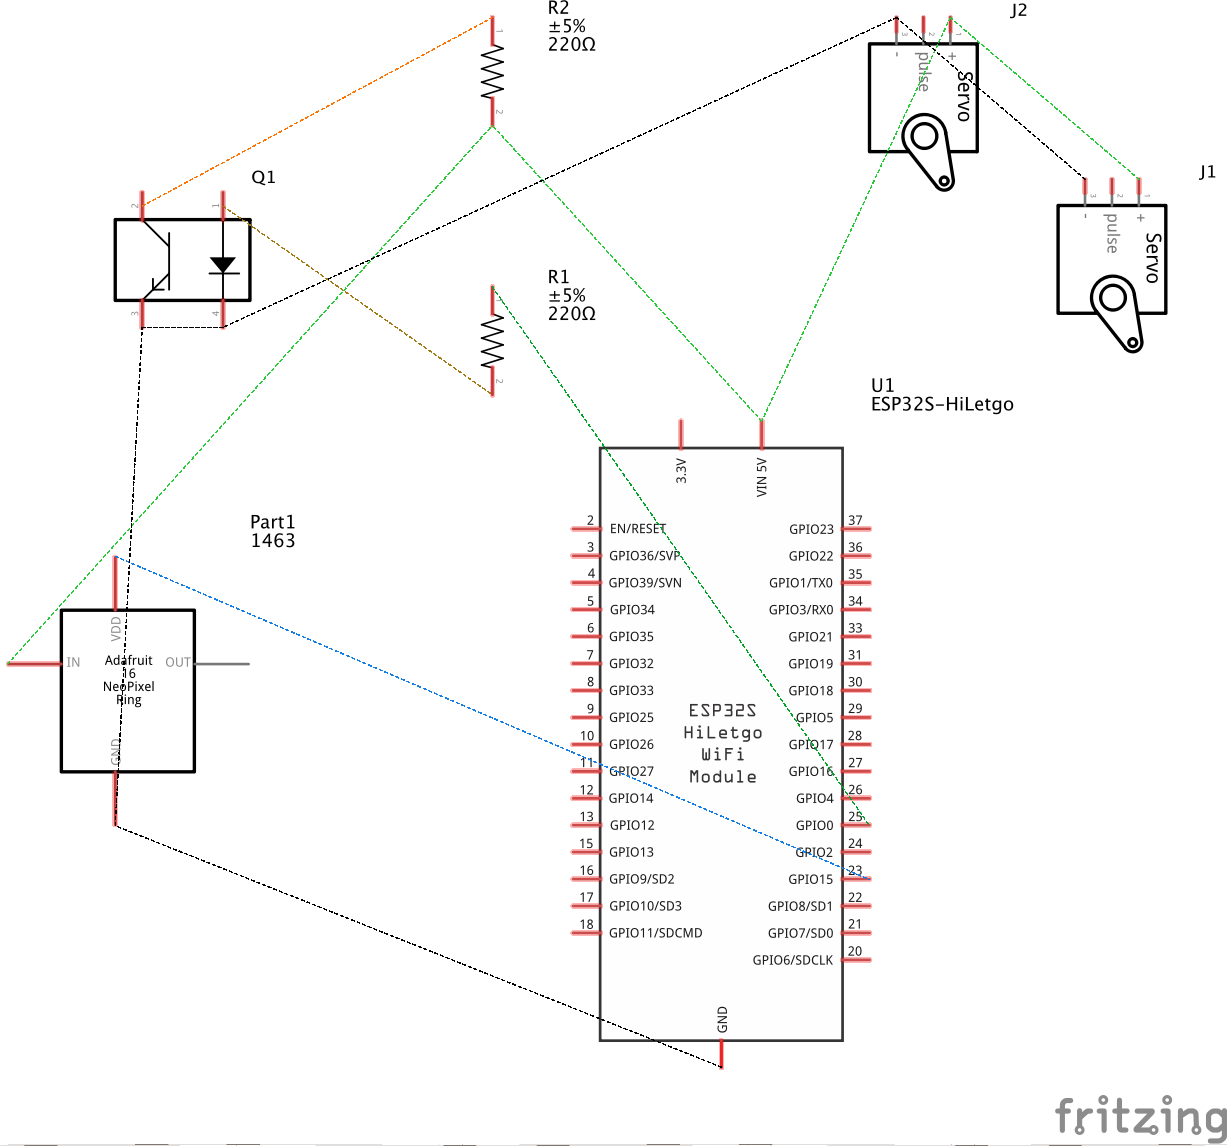 R2
±5%
220Ω
1
2
J2
3
2
1
-
pulse
+
Servo
J1
3
2
1
-
pulse
+
Servo
Q1
2
1
3
4
R1
±5%
220Ω
2
U1
ESP32S-HiLetgo
3.3V
VIN 5V
2 EN/RESET GPIO23 37
3 GPIO36/SVP GPIO22 36
4 GPIO39/SVN GPIO1/TX0 35
5 GPIO34 GPIO3/RX0 34
6 GPIO35 GPIO21 33
7 GPIO32 GPIO19 31
8 GPIO33 GPIO18 30
9 GPIO25 GPIO5 29
10 GPIO26 GPIO17 28
11 GPIO27 GPIO16 27
12 GPIO14 GPIO4 26
13 GPIO12 GPIO0 25
15 GPIO13 GPIO2 24
16 GPIO9/SD2 GPIO15 23
17 GPIO10/SD3 GPIO8/SD1 22
18 GPIO11/SDCMD GPIO7/SD0 21
GPIO6/SDCLK 20
ESP32S
HiLetgo
WiFi
Module
GND
Part1
1463
VDD
IN
OUT
Adafruit
16
NeoPixel
Ring
GND
fritzing